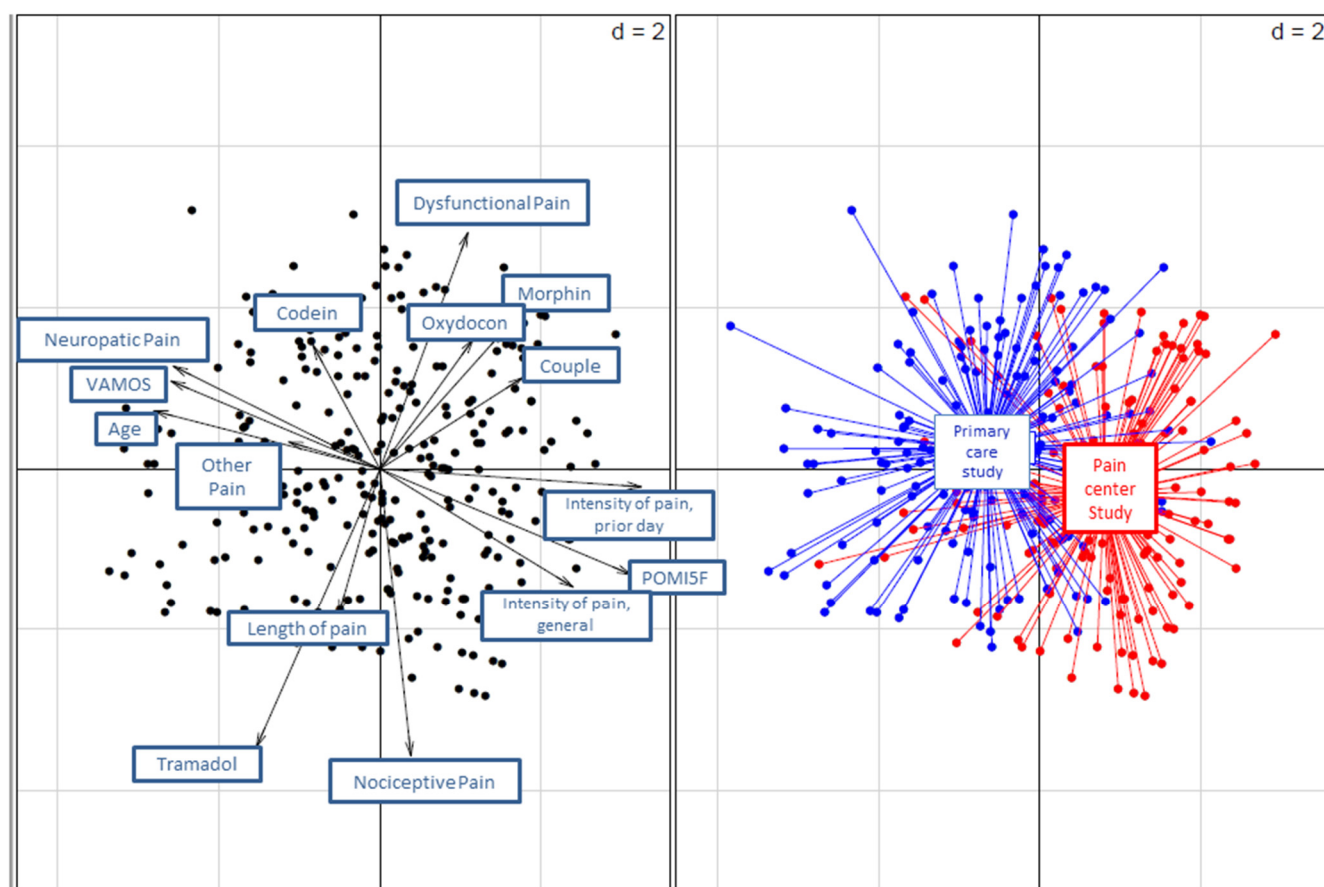 d = 2
Dysfunctional Pain
Morphin
Codein
Oxydocon
Neuropatic Pain
Couple
VAMOS
Age
Other
Pain
Intensity of pain,
prior day
POMI5F
Intensity of pain,
general
Length of pain
Tramadol
Nociceptive Pain
d = 2
Primary
care
study
Pain
center
Study